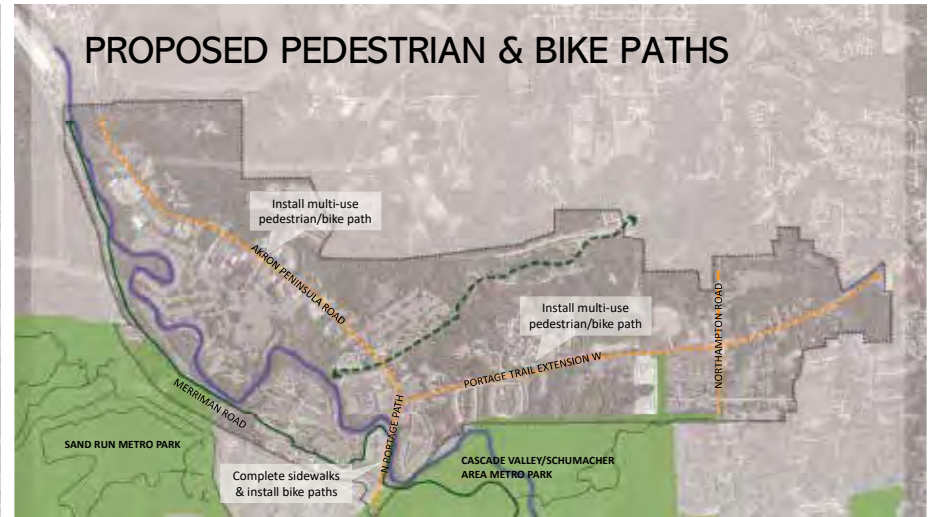 PROPOSED PEDESTRIAN & BIKE PATHS
Install multi-use
pedestrian/bike path
AKRON PENINSULA ROAD
Install multi-use
pedestrian/bike path
PORTAGE TRAIL EXTENSION W
NORTHAMPTON ROAD
MERRIMAN ROAD
N PORTAGE PATH
SAND RUN METRO PARK
CASCADE VALLEY/SCHUMACHER
AREA METRO PARK
Complete sidewalks
& install bike paths